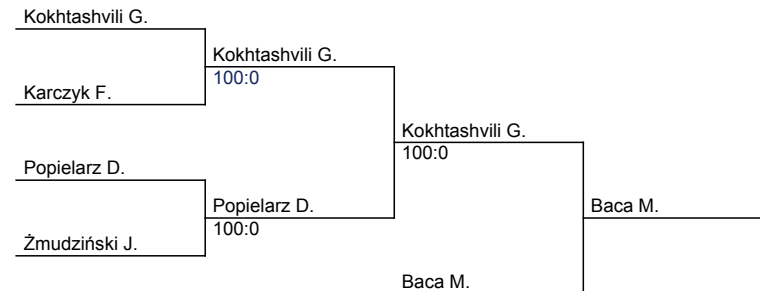 Kokhtashvili G.
Kokhtashvili G.
100:0
Karczyk F.
Kokhtashvili G.
100:0
Popielarz D.
Popielarz D.
100:0
Baca M.
Żmudziński J.
Baca M.